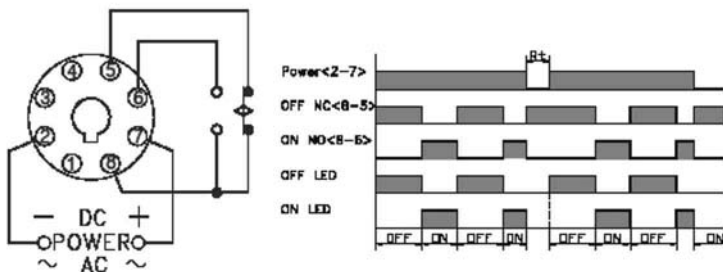 4 5
3 6
2 7
1 8
− DC +
POWER
~ AC ~
Rt
Power<2-7>
OFF NC<8-5>
ON NO<8-6>
OFF LED
ON LED
OFF ON OFF ON OFF ON OFF ON